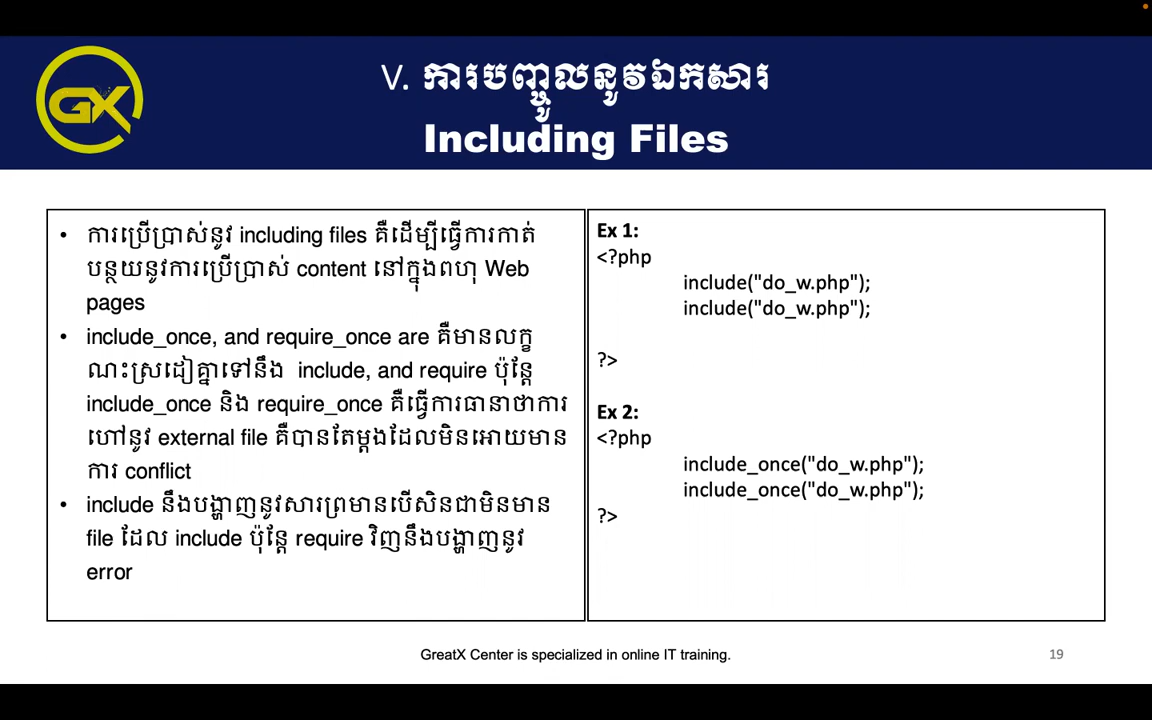 GX
V. ការបញ្ចូលនូវឯកសារ
Including Files
• ការប្រើប្រាស់នូវ including files គឺដើម្បីធ្វើការកាត់
បន្ថយនូវការប្រើប្រាស់ content នៅក្នុងពហុ Web
pages
• include_once, and require_once are គឺមានលក្ខ
ណះស្រដៀគ្នាទៅនឹង include, and require ប៉ុន្តែ
include_once និង require_once គឺធ្វើការធានាថាការ
ហៅនូវ external file គឺបានតែម្តងដែលមិនអោយមាន
ការ conflict
• include នឹងបង្ហាញនូវសារព្រមានបើសិនជាមិនមាន
file ដែល include ប៉ុន្តែ require វិញនឹងបង្ហាញនូវ
error
Ex 1:
<?php
include("do_w.php");
include("do_w.php");
?>
Ex 2:
<?php
include_once("do_w.php");
include_once("do_w.php");
?>
GreatX Center is specialized in online IT training.
19